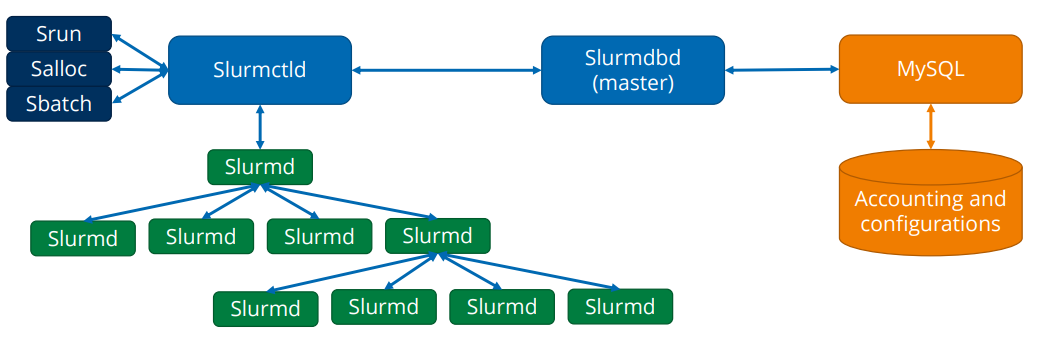 Srun
Salloc
Sbatch
Slurmctld
Slurmdbd
(master)
MySQL
Slurmd
Accounting and
configurations
Slurmd
Slurmd
Slurmd
Slurmd
Slurmd
Slurmd
Slurmd
Slurmd